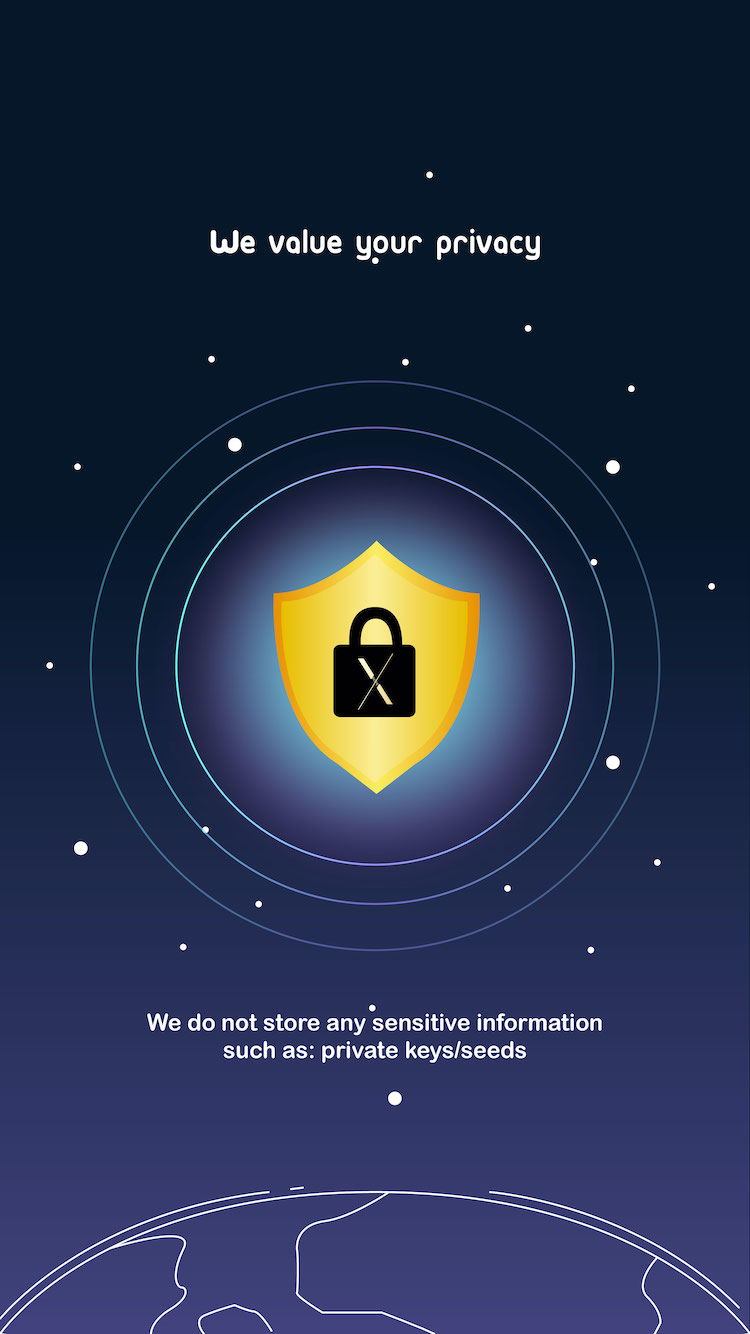 We value your privacy
X
We do not store any sensitive information
such as: private keys/seeds